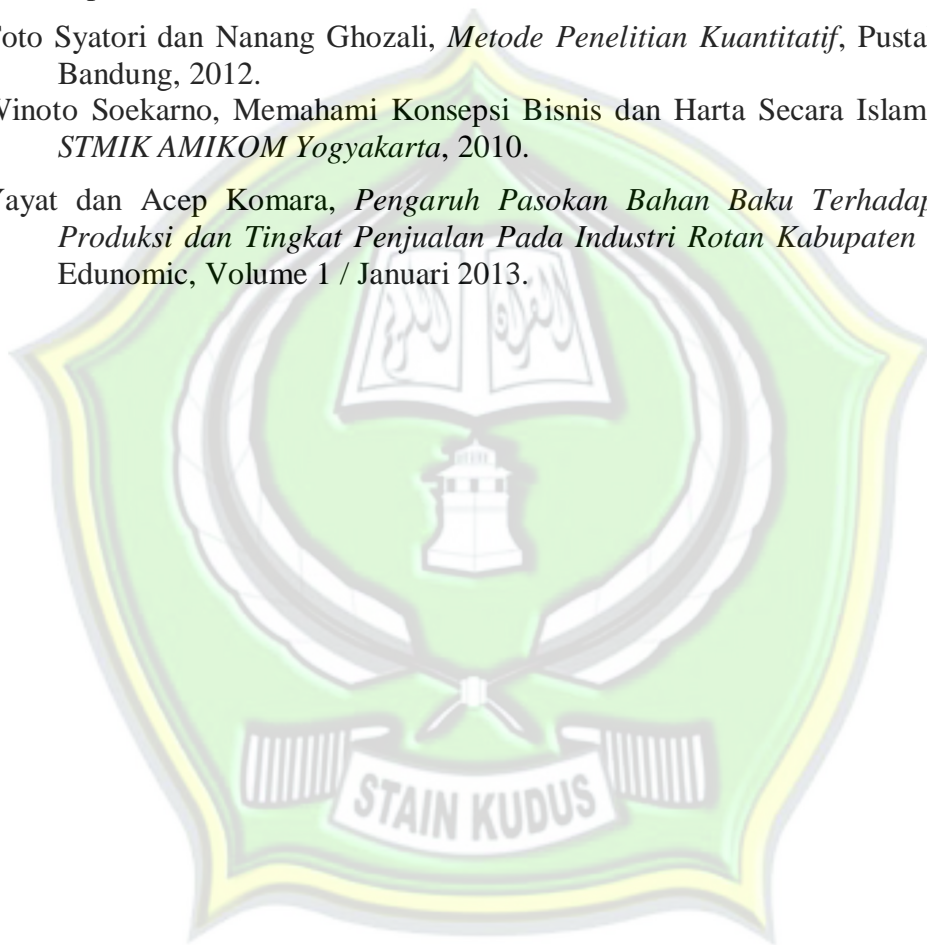 oto Syatori dan Nanang Ghozali, Metode Penelitian Kuantitatif, Pusta
Bandung, 2012.
Winoto Soekarno, Memahami Konsepsi Bisnis dan Harta Secara Islam
STMIK AMIKOM Yogyakarta, 2010.
Yayat dan Acep Komara, Pengaruh Pasokan Bahan Baku Terhadap
Produksi dan Tingkat Penjualan Pada Industri Rotan Kabupaten
Edunomic, Volume 1 / Januari 2013.
STAIN KUDUS